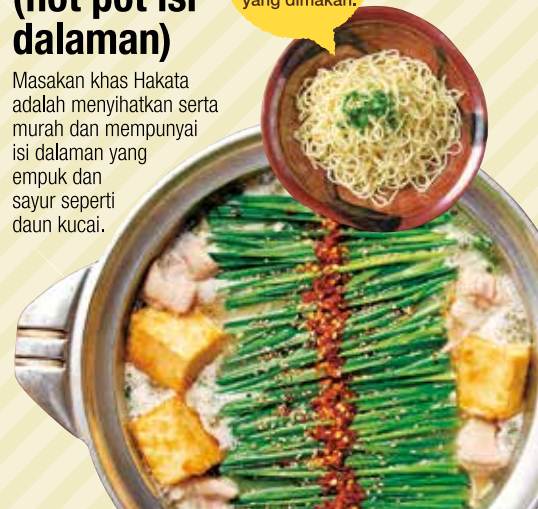 (hot pot isi
dalaman)
yang dimakan.
Masakan khas Hakata
adalah menyihatkan serta
murah dan mempunyai
isi dalaman yang
empuk dan
sayur seperti
daun kucai.